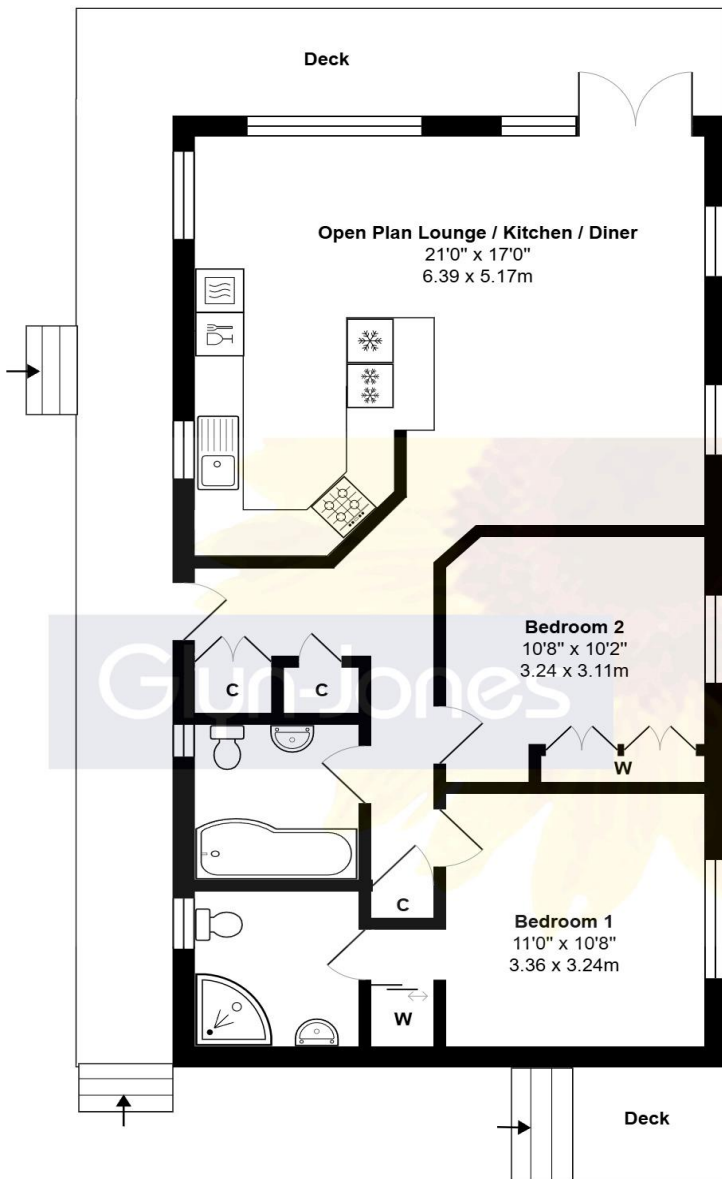 Deck
Open Plan Lounge / Kitchen / Diner
21'0" x 17'0"
6.39 x 5.17m
Bedroom 2
10'8" x 10'2"
3.24 x 3.11m
Glyn-Jones
C
C
W
C
Bedroom 1
11'0" x 10'8"
3.36 x 3.24m
W
Deck